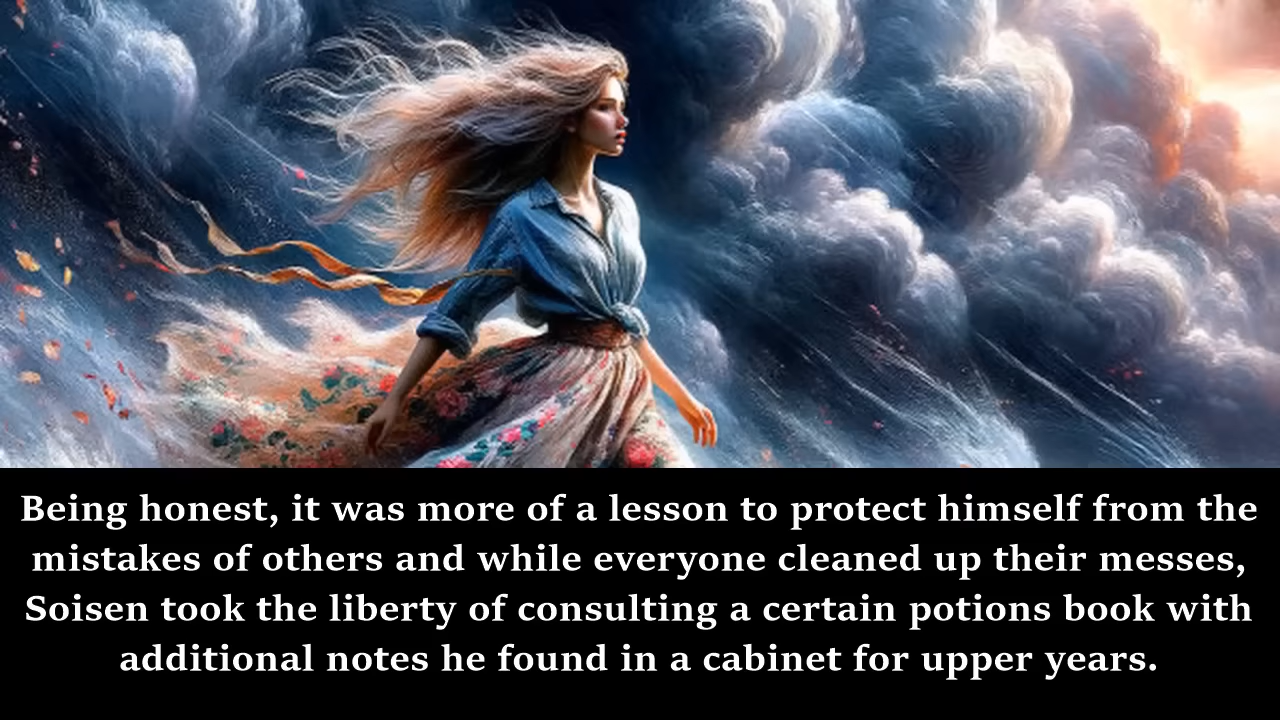 Being honest, it was more of a lesson to protect himself from the
mistakes of others and while everyone cleaned up their messes,
Soisen took the liberty of consulting a certain potions book with
additional notes he found in a cabinet for upper years.